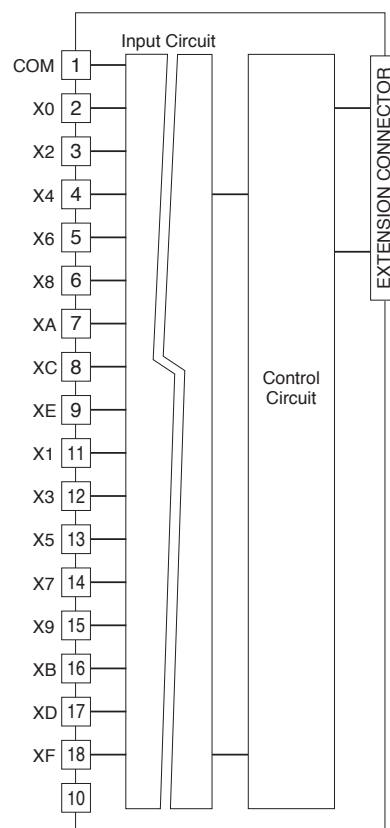 Input Circuit
COM 1
X0 2
X2 3
X4 4
X6 5
X8 6
XA 7
XC 8
XE 9
X1 11
X3 12
X5 13
X7 14
X9 15
XB 16
XD 17
XF 18
10
Control
Circuit
EXTENSION CONNECTOR